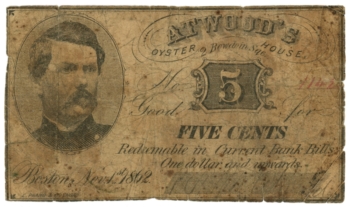 ATWOOD'S
OYSTER HOUSE,
No.
5
Good for
FIVE CENTS
Redeemable in Current Bank Bills
One dollar, and upwards.
Boston, Nov. 1st 1862